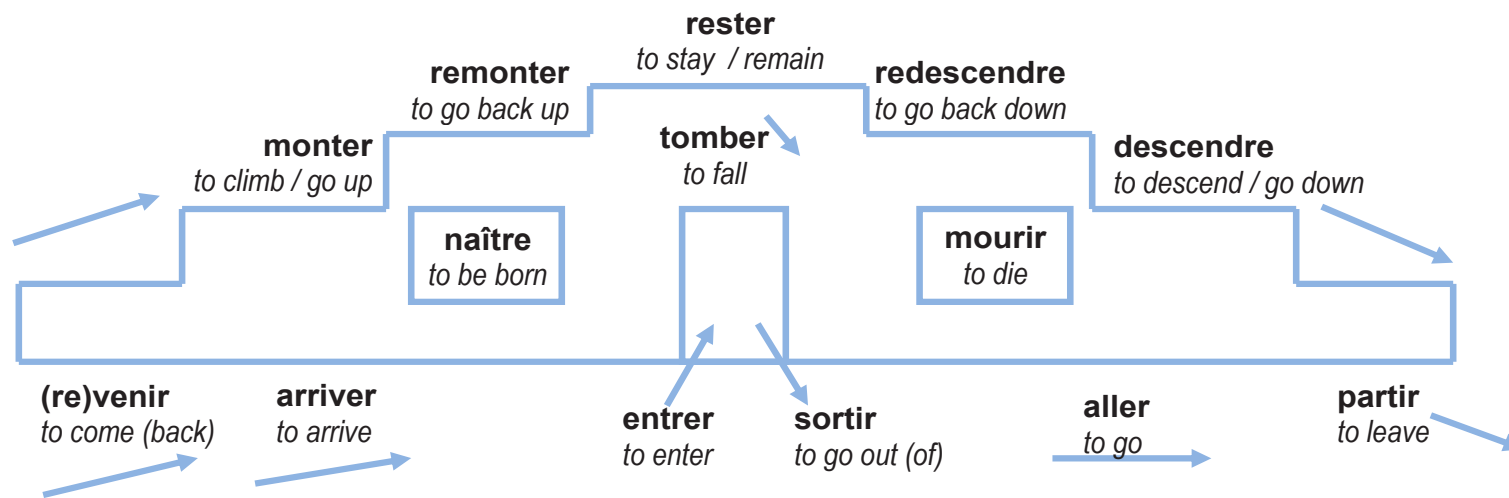 rester
to stay / remain
remonter
to go back up
redescendre
to go back down
monter
to climb / go up
tomber
to fall
descendre
to descend / go down
naître
to be born
mourir
to die
(re)venir
to come (back)
arriver
to arrive
entrer
to enter
sortir
to go out (of)
aller
to go
partir
to leave